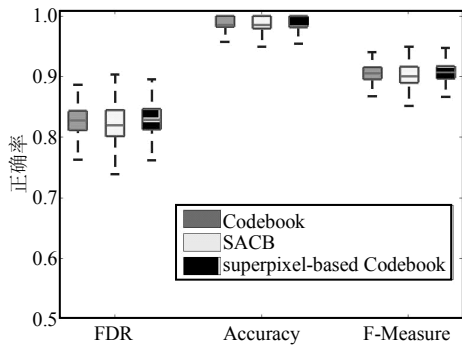 1.0
0.9
0.8
0.7
0.6
0.5
正确率
Codebook
SACB
superpixel-based Codebook
FDR Accuracy F-Measure